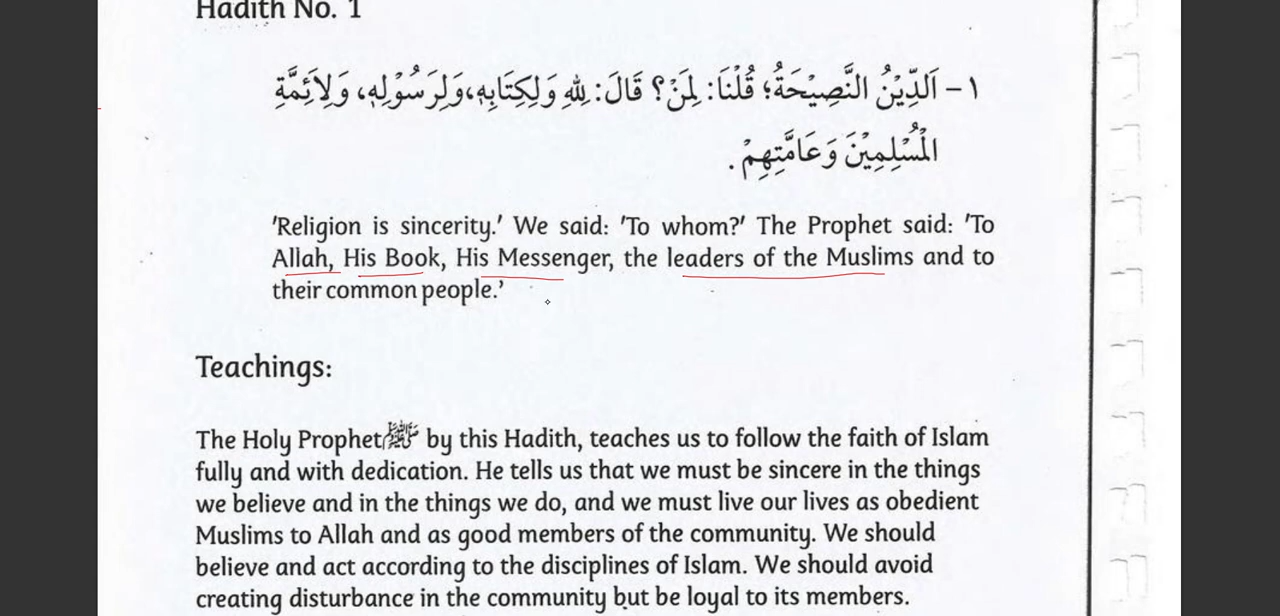 Hadith No. 1
١- اَلدِّيْنُ النَّصِيْحَةُ؛ قُلْنَا: لِمَنْ؟ قَالَ: لِلّٰهِ وَلِكِتَابِهٖ، وَلِرَسُوْلِهٖ، وَلِاَئِمَّةِ
الْمُسْلِمِيْنَ وَعَامَّتِهِمْ.
'Religion is sincerity.' We said: 'To whom?' The Prophet said: 'To
Allah, His Book, His Messenger, the leaders of the Muslims and to
their common people.'
Teachings:
The Holy Prophetﷺ by this Hadith, teaches us to follow the faith of Islam
fully and with dedication. He tells us that we must be sincere in the things
we believe and in the things we do, and we must live our lives as obedient
Muslims to Allah and as good members of the community. We should
believe and act according to the disciplines of Islam. We should avoid
creating disturbance in the community but be loyal to its members.